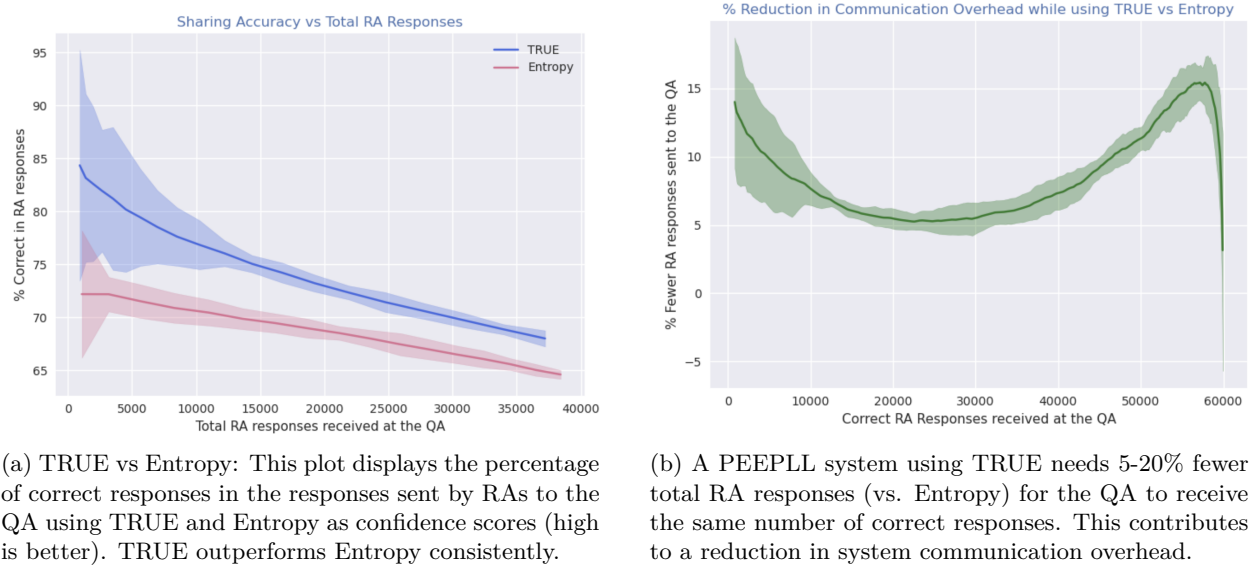 Sharing Accuracy vs Total RA Responses
% Correct in RA responses
95
90
85
80
75
70
65
TRUE
Entropy
0 5000 10000 15000 20000 25000 30000 35000 40000
Total RA responses received at the QA
(a) TRUE vs Entropy: This plot displays the percentage
of correct responses in the responses sent by RAs to the
QA using TRUE and Entropy as confidence scores (high
is better). TRUE outperforms Entropy consistently.
% Reduction in Communication Overhead while using TRUE vs Entropy
% Fewer RA responses sent to the QA
15
10
5
0
−5
0 10000 20000 30000 40000 50000 60000
Correct RA Responses received at the QA
(b) A PEEPLL system using TRUE needs 5-20% fewer
total RA responses (vs. Entropy) for the QA to receive
the same number of correct responses. This contributes
to a reduction in system communication overhead.